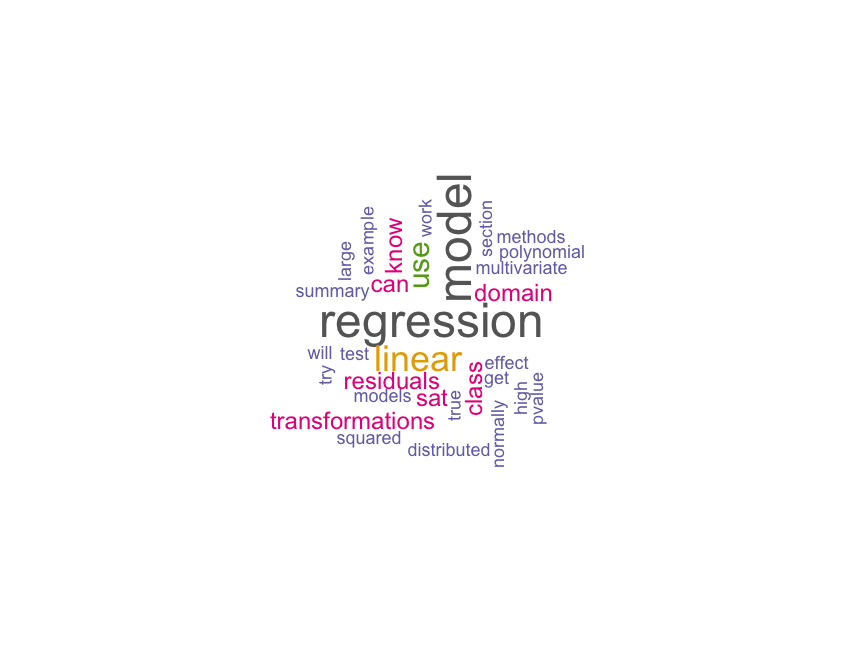 model
work
section
example
know
use
large
methods
polynomial
multivariate
can
summary
domain
regression
will
test
linear
effect
try
residuals
class
get
models
sat
true
high
pvalue
transformations
normally
squared
distributed